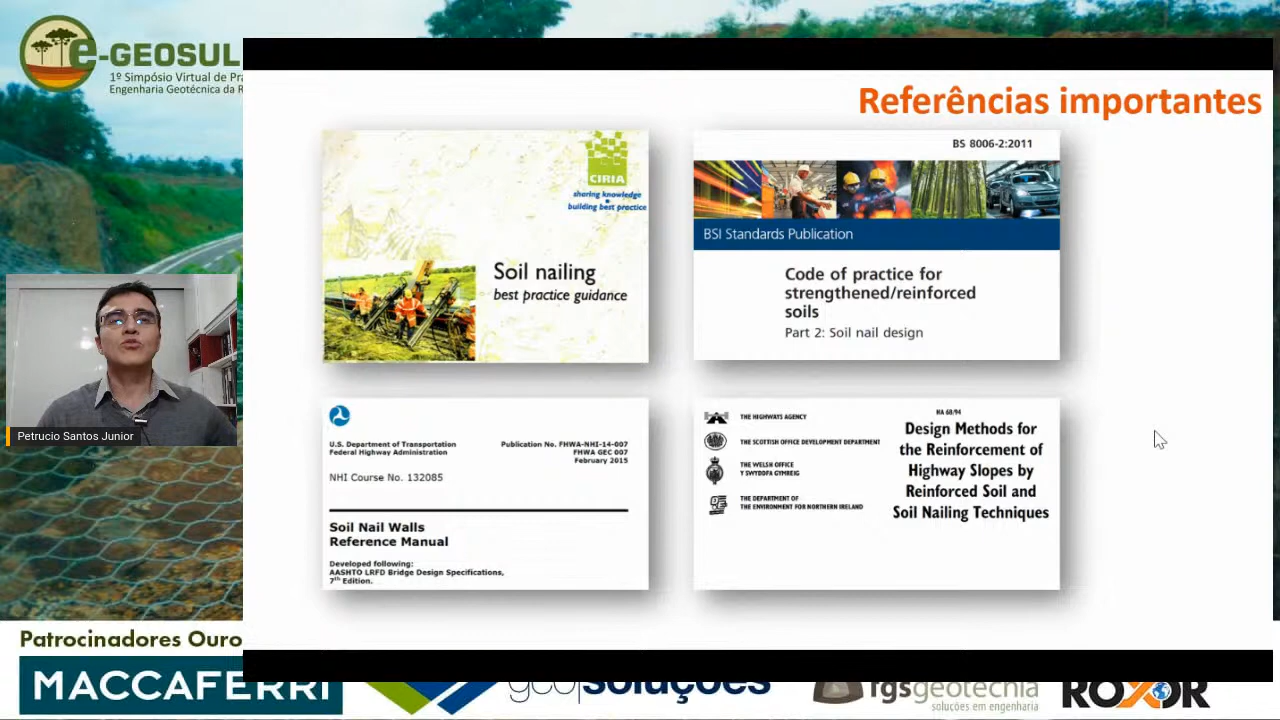 e-GEOSUL
1º Simpósio Virtual de Pra
Engenharia Geotécnica da R
Referências importantes
CIRIA
sharing knowledge
building best practice
Soil nailing
best practice guidance
BS 8006-2:2011
BSI Standards Publication
Code of practice for
strengthened/reinforced
soils
Part 2: Soil nail design
U.S. Department of Transportation
Federal Highway Administration
Publication No. FHWA-NHI-14-007
FHWA GEC 007
February 2015
NHI Course No. 132085
Soil Nail Walls
Reference Manual
Developed following:
AASHTO LRFD Bridge Design Specifications,
7th Edition.
THE HIGHWAYS AGENCY
THE SCOTTISH OFFICE DEVELOPMENT DEPARTMENT
THE WELSH OFFICE
Y SWYDDFA GYMREIG
THE DEPARTMENT OF
THE ENVIRONMENT FOR NORTHERN IRELAND
HA 68/94
Design Methods for
the Reinforcement of
Highway Slopes by
Reinforced Soil and
Soil Nailing Techniques
Petrucio Santos Junior
Patrocinadores Ouro
MACCAFERRI
geo soluções
fgsgeotecnia
soluções em engenharia
ROXOR